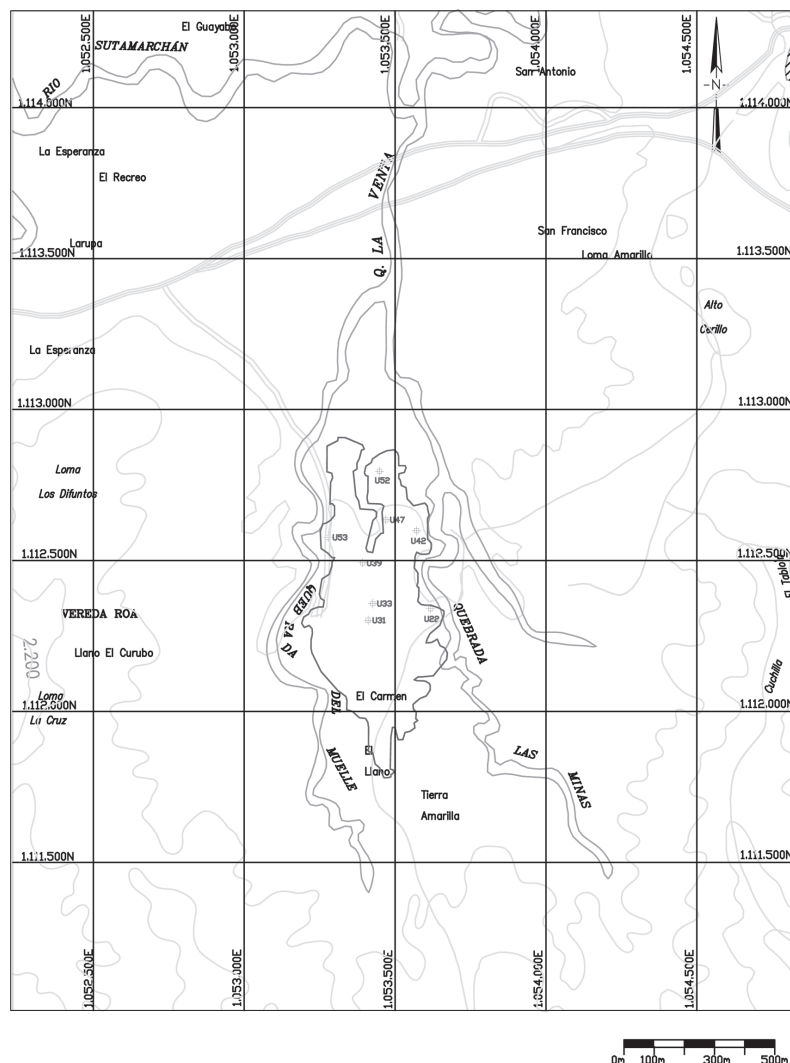 1.052.500E
1.053.000E
1.053.500E
1.054.000E
1.054.500E
El Guayabo
SUTAMARCHÁN
RIO
San Antonio
-N-
1.114.000N
1.114.000N
La Esperanza
El Recreo
VENTA
Q. LA
Larupa
San Francisco
Loma Amarilla
1.113.500N
1.113.500N
Alto
Cerillo
La Esperanza
1.113.000N
1.113.000N
Loma
Los Difuntos
U52
U47
U53
U42
1.112.500N
1.112.500N
U39
U33
U31
U22
VEREDA ROA
Llano El Curubo
2.200
QUEBRADA
DEL
MUELLE
QUEBRADA
LAS
MINAS
Cuchilla
Loma
La Cruz
El Carmen
1.112.000N
1.112.000N
El
Llano
Tierra
Amarilla
1.111.500N
1.111.500N
1.052.500E
1.053.000E
1.053.500E
1.054.000E
1.054.500E
0m 100m 300m 500m